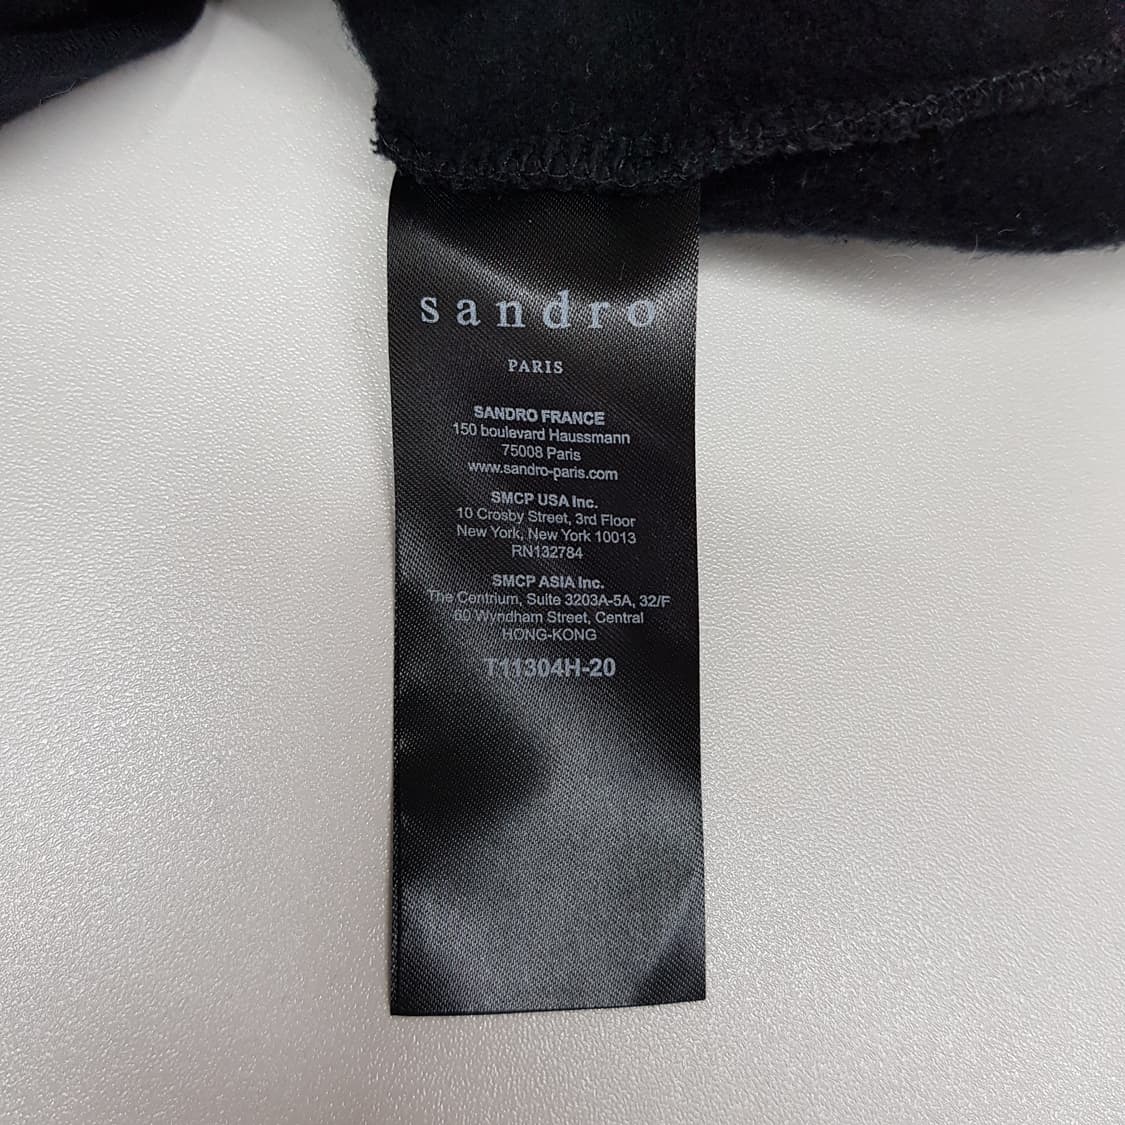 sandro
PARIS
SANDRO FRANCE
150 boulevard Haussmann
75008 Paris
www.sandro-paris.com
SMCP USA Inc.
10 Crosby Street, 3rd Floor
New York, New York 10013
RN132784
SMCP ASIA Inc.
The Centrium, Suite 3203A-5A, 32/F
60 Wyndham Street, Central
HONG-KONG
T11304H-20